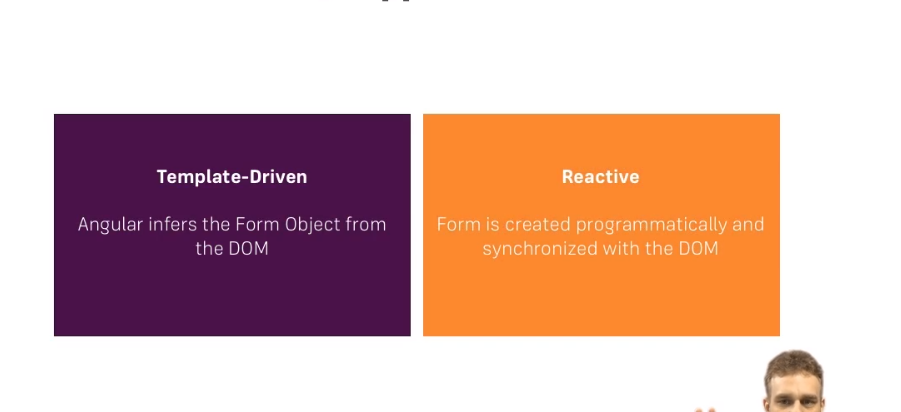 Template-Driven
Angular infers the Form Object from
the DOM
Reactive
Form is created programmatically and
synchronized with the DOM